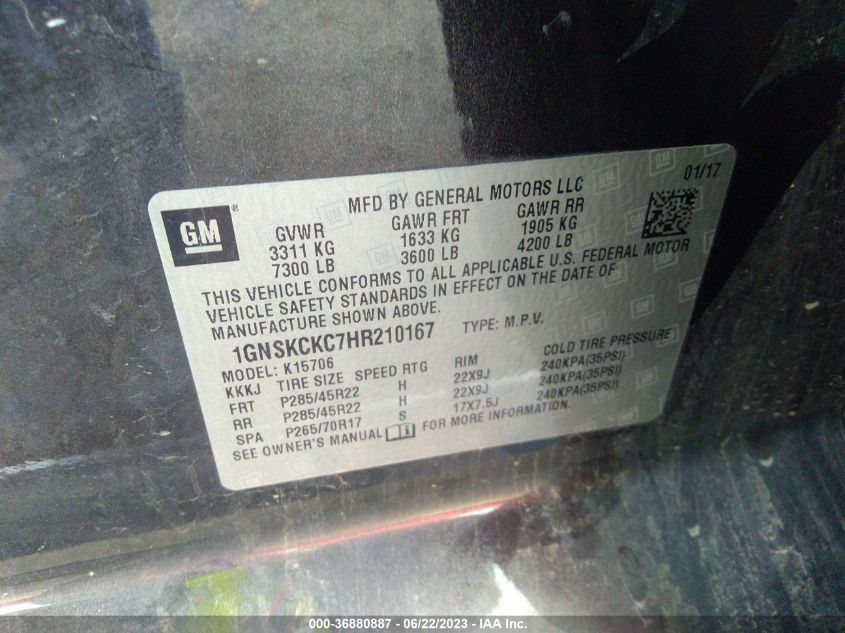 MFD BY GENERAL MOTORS LLC 01/17
GM ®
GVWR GAWR FRT GAWR RR
3311 KG 1633 KG 1905 KG
7300 LB 3600 LB 4200 LB
THIS VEHICLE CONFORMS TO ALL APPLICABLE U.S. FEDERAL MOTOR
VEHICLE SAFETY STANDARDS IN EFFECT ON THE DATE OF
MANUFACTURE SHOWN ABOVE.
1GNSKCKC7HR210167 TYPE: M.P.V.
MODEL: K15706
KKKJ TIRE SIZE SPEED RTG RIM COLD TIRE PRESSURE
FRT P285/45R22 H 22X9J 240KPA(35PSI)
RR P285/45R22 H 22X9J 240KPA(35PSI)
SPA P265/70R17 S 17X7.5J 240KPA(35PSI)
SEE OWNER'S MANUAL FOR MORE INFORMATION.
000-36880887 - 06/22/2023 - IAA Inc.